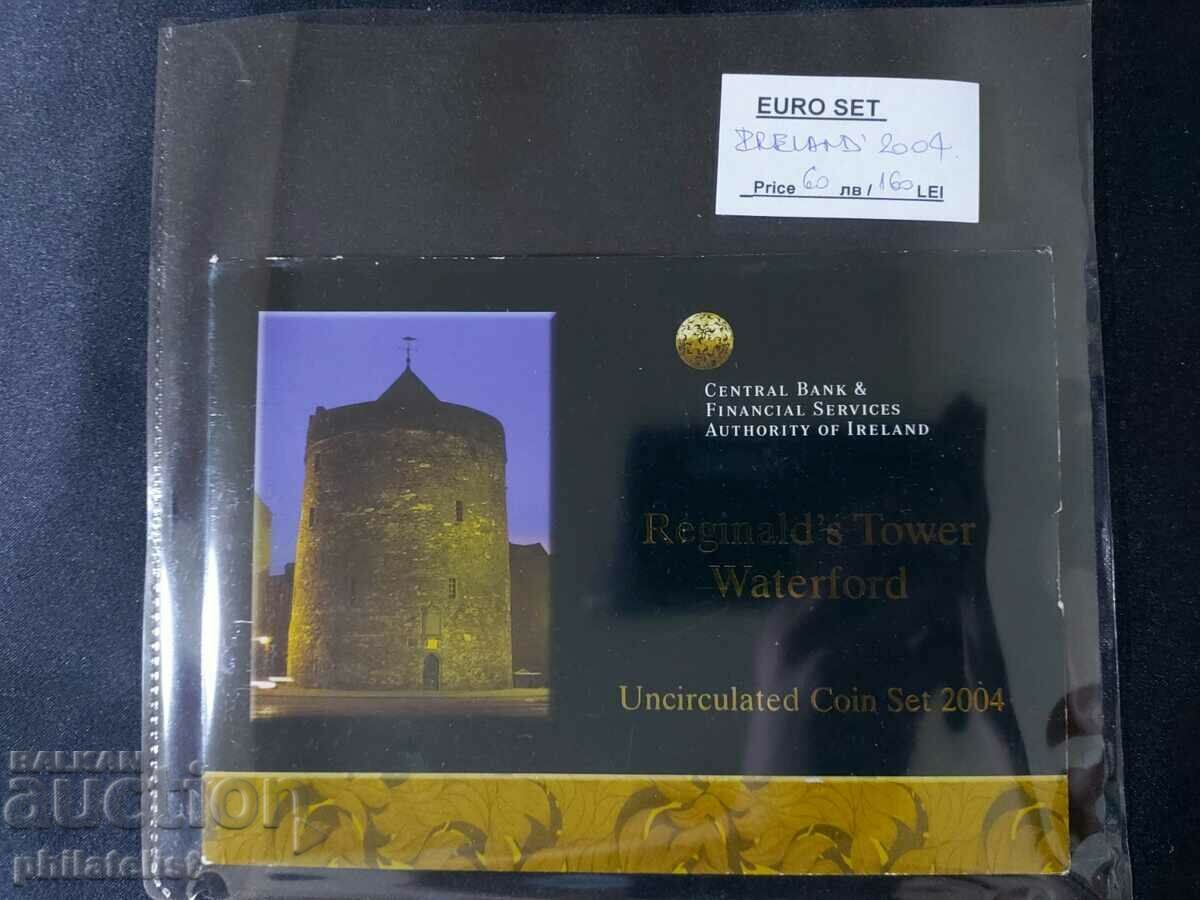 EURO SET
IRELAND' 2004.
Price 60 лв / 160 LEI
CENTRAL BANK &
FINANCIAL SERVICES
AUTHORITY OF IRELAND
Reginald's Tower
Waterford
Uncirculated Coin Set 2004
BALKAN
auction
philatelist